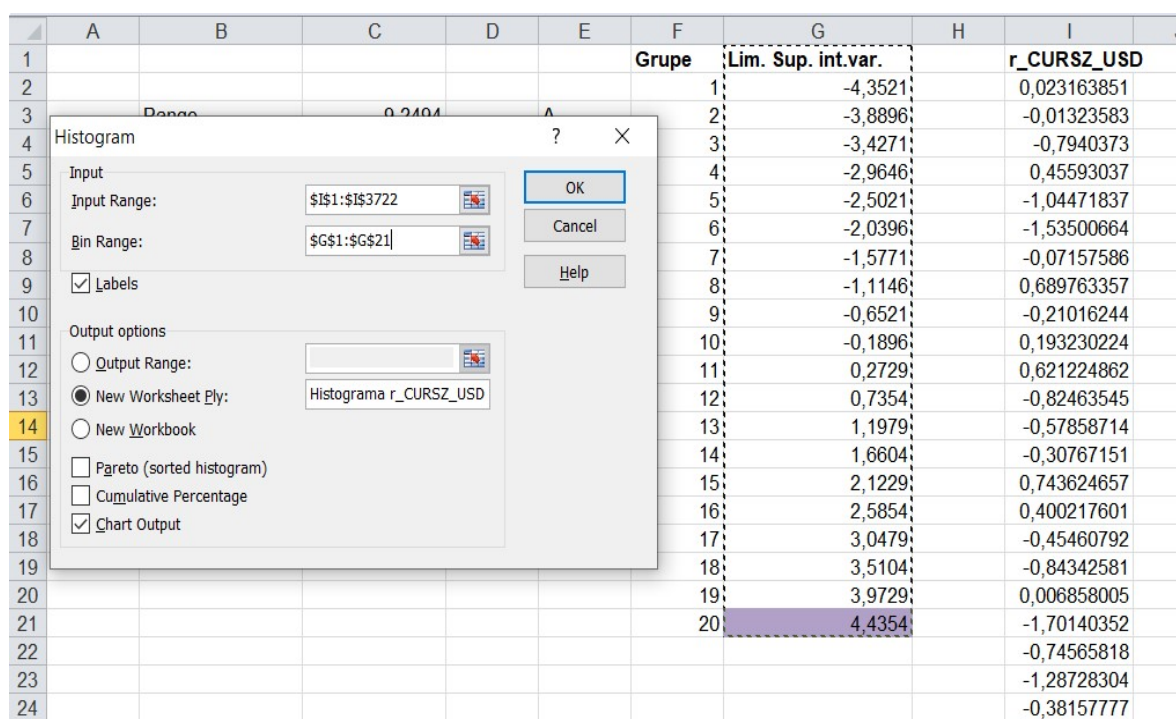 A B C D E F G H I
1 Grupe Lim. Sup. int.var. r_CURSZ_USD
2 1 -4,3521 0,023163851
3 Range 9,2494 A 2 -3,8896 -0,01323583
4 3 -3,4271 -0,7940373
5 4 -2,9646 0,45593037
6 5 -2,5021 -1,04471837
7 6 -2,0396 -1,53500664
8 7 -1,5771 -0,07157586
9 8 -1,1146 0,689763357
10 9 -0,6521 -0,21016244
11 10 -0,1896 0,193230224
12 11 0,2729 0,621224862
13 12 0,7354 -0,82463545
14 13 1,1979 -0,57858714
15 14 1,6604 -0,30767151
16 15 2,1229 0,743624657
17 16 2,5854 0,400217601
18 17 3,0479 -0,45460792
19 18 3,5104 -0,84342581
20 19 3,9729 0,006858005
21 20 4,4354 -1,70140352
22 -0,74565818
23 -1,28728304
24 -0,38157777
Histogram ? X
Input
Input Range: $I$1:$I$3722
Bin Range: $G$1:$G$21
Labels
OK
Cancel
Help
Output options
Output Range:
New Worksheet Ply: Histograma r_CURSZ_USD
New Workbook
Pareto (sorted histogram)
Cumulative Percentage
Chart Output